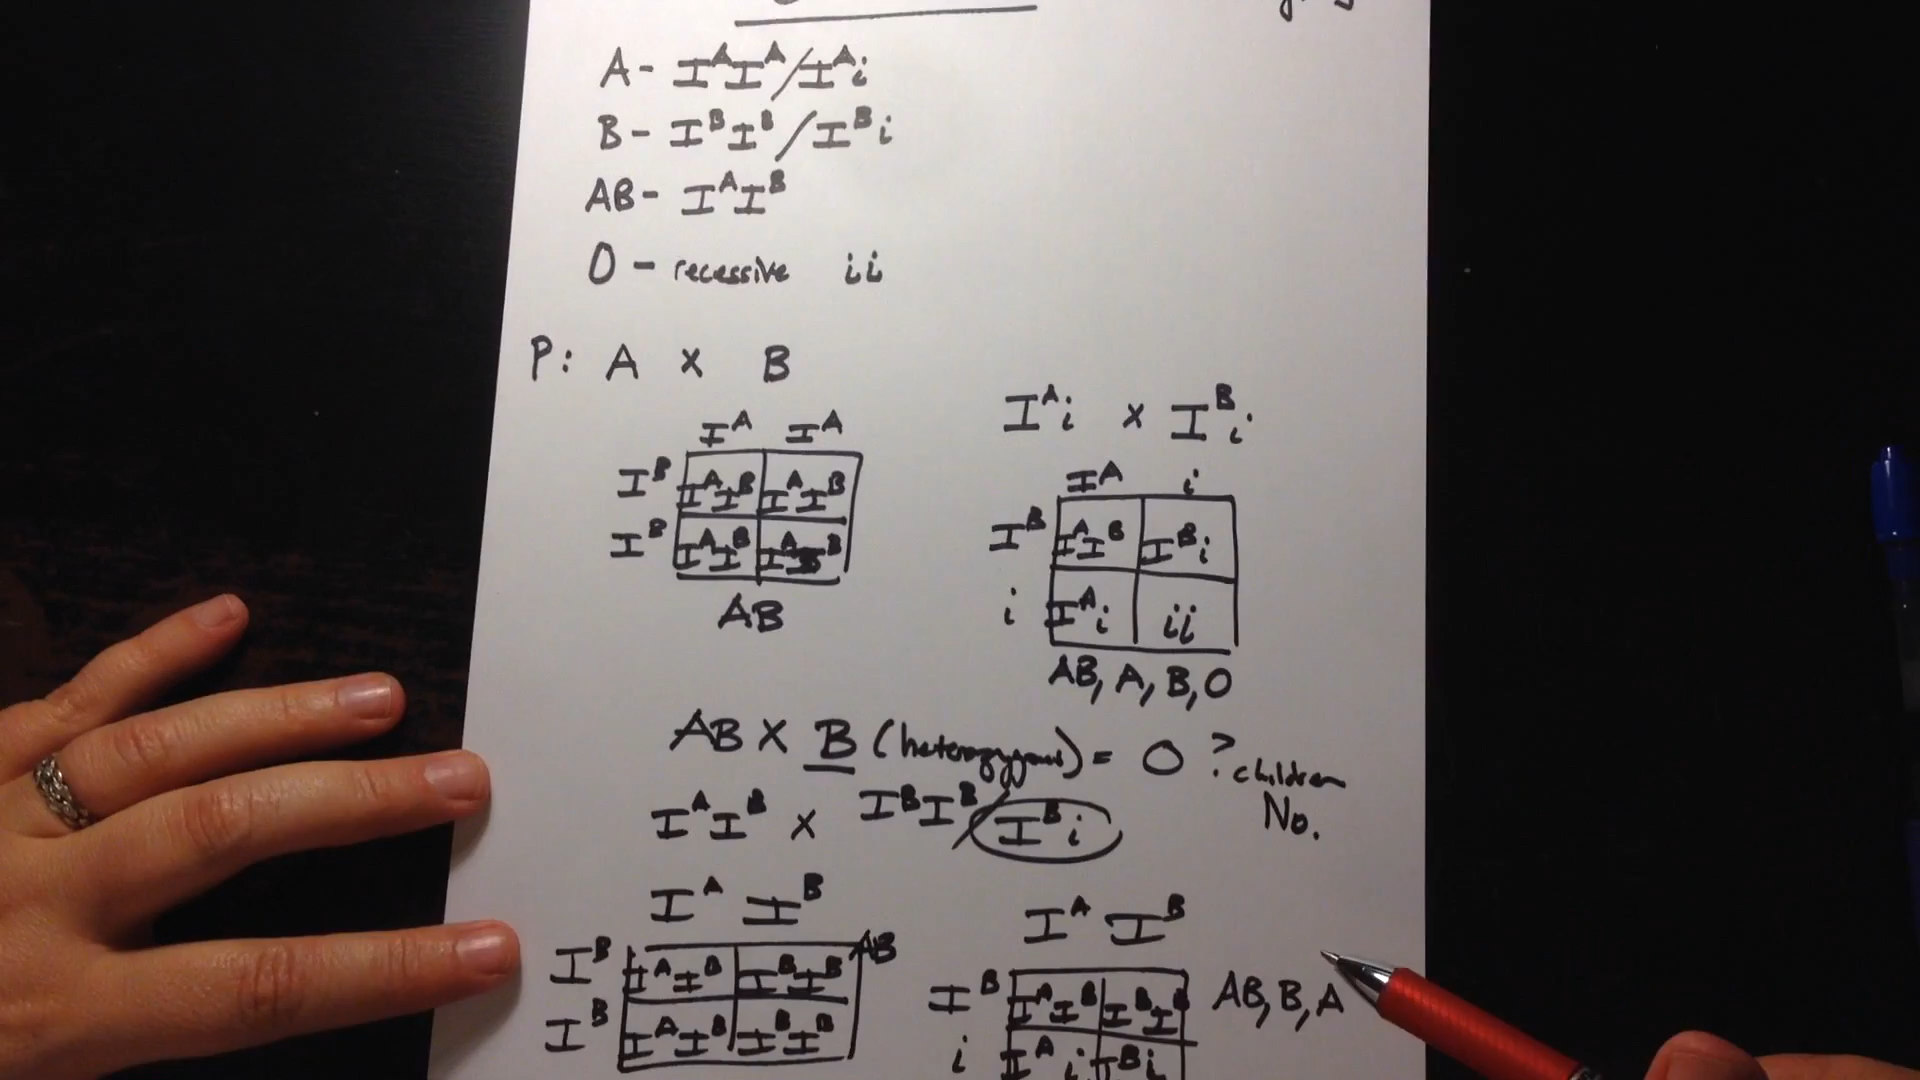 A - IᴬIᴬ/Iᴬi
B - IᴮIᴮ/Iᴮi
AB - IᴬIᴮ
O - recessive ii
P: A x B
Iᴬ Iᴬ
Iᴮ IᴬIᴮ IᴬIᴮ
Iᴮ IᴬIᴮ IᴬIᴮ
AB
Iᴬi x Iᴮi
Iᴬ i
Iᴮ IᴬIᴮ Iᴮi
i Iᴬi ii
AB, A, B, O
AB X B (heterozygous) = O ? children
No.
IᴬIᴮ x IᴮIᴮ/Iᴮi
Iᴬ Iᴮ
Iᴮ IᴬIᴮ IᴮIᴮ AB
Iᴮ IᴬIᴮ IᴮIᴮ
Iᴬ Iᴮ
Iᴮ IᴬIᴮ IᴮIᴮ AB, B, A
i Iᴬi Iᴮi